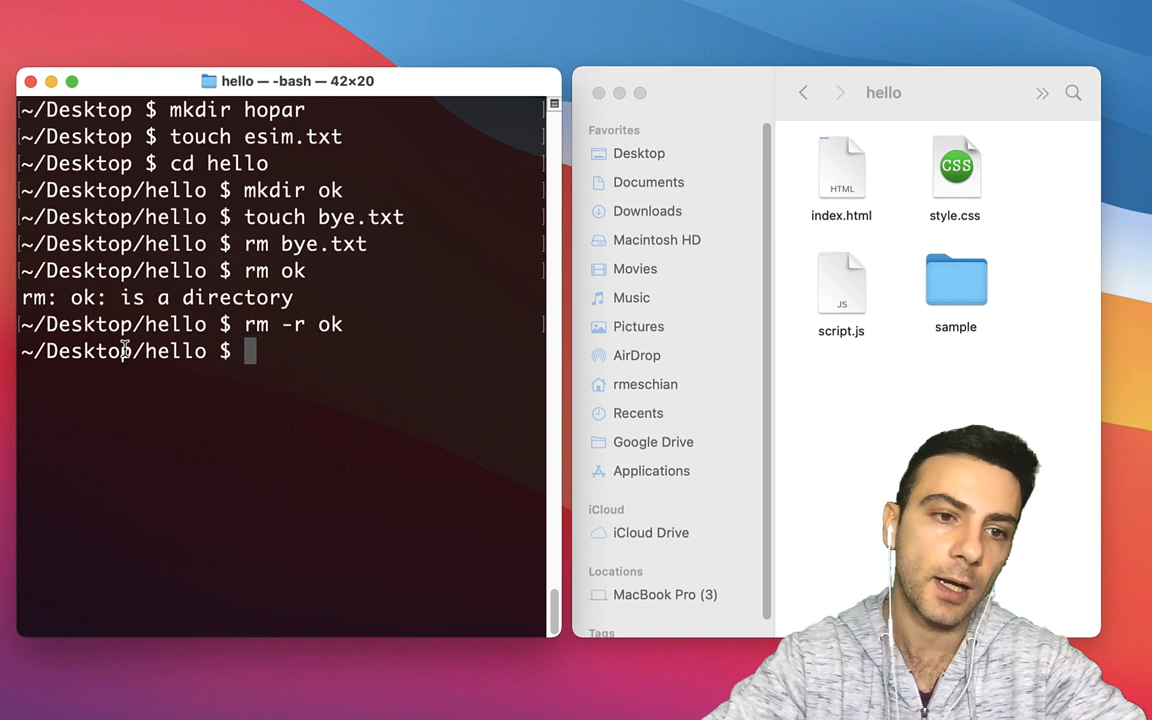 hello — -bash — 42×20
~/Desktop $ mkdir hopar
~/Desktop $ touch esim.txt
~/Desktop $ cd hello
~/Desktop/hello $ mkdir ok
~/Desktop/hello $ touch bye.txt
~/Desktop/hello $ rm bye.txt
~/Desktop/hello $ rm ok
rm: ok: is a directory
~/Desktop/hello $ rm -r ok
~/Desktop/hello $
Favorites
Desktop
Documents
Downloads
Macintosh HD
Movies
Music
Pictures
AirDrop
rmeschian
Recents
Google Drive
Applications
iCloud
iCloud Drive
Locations
MacBook Pro (3)
Tags
hello
HTML
index.html
CSS
style.css
JS
script.js
sample